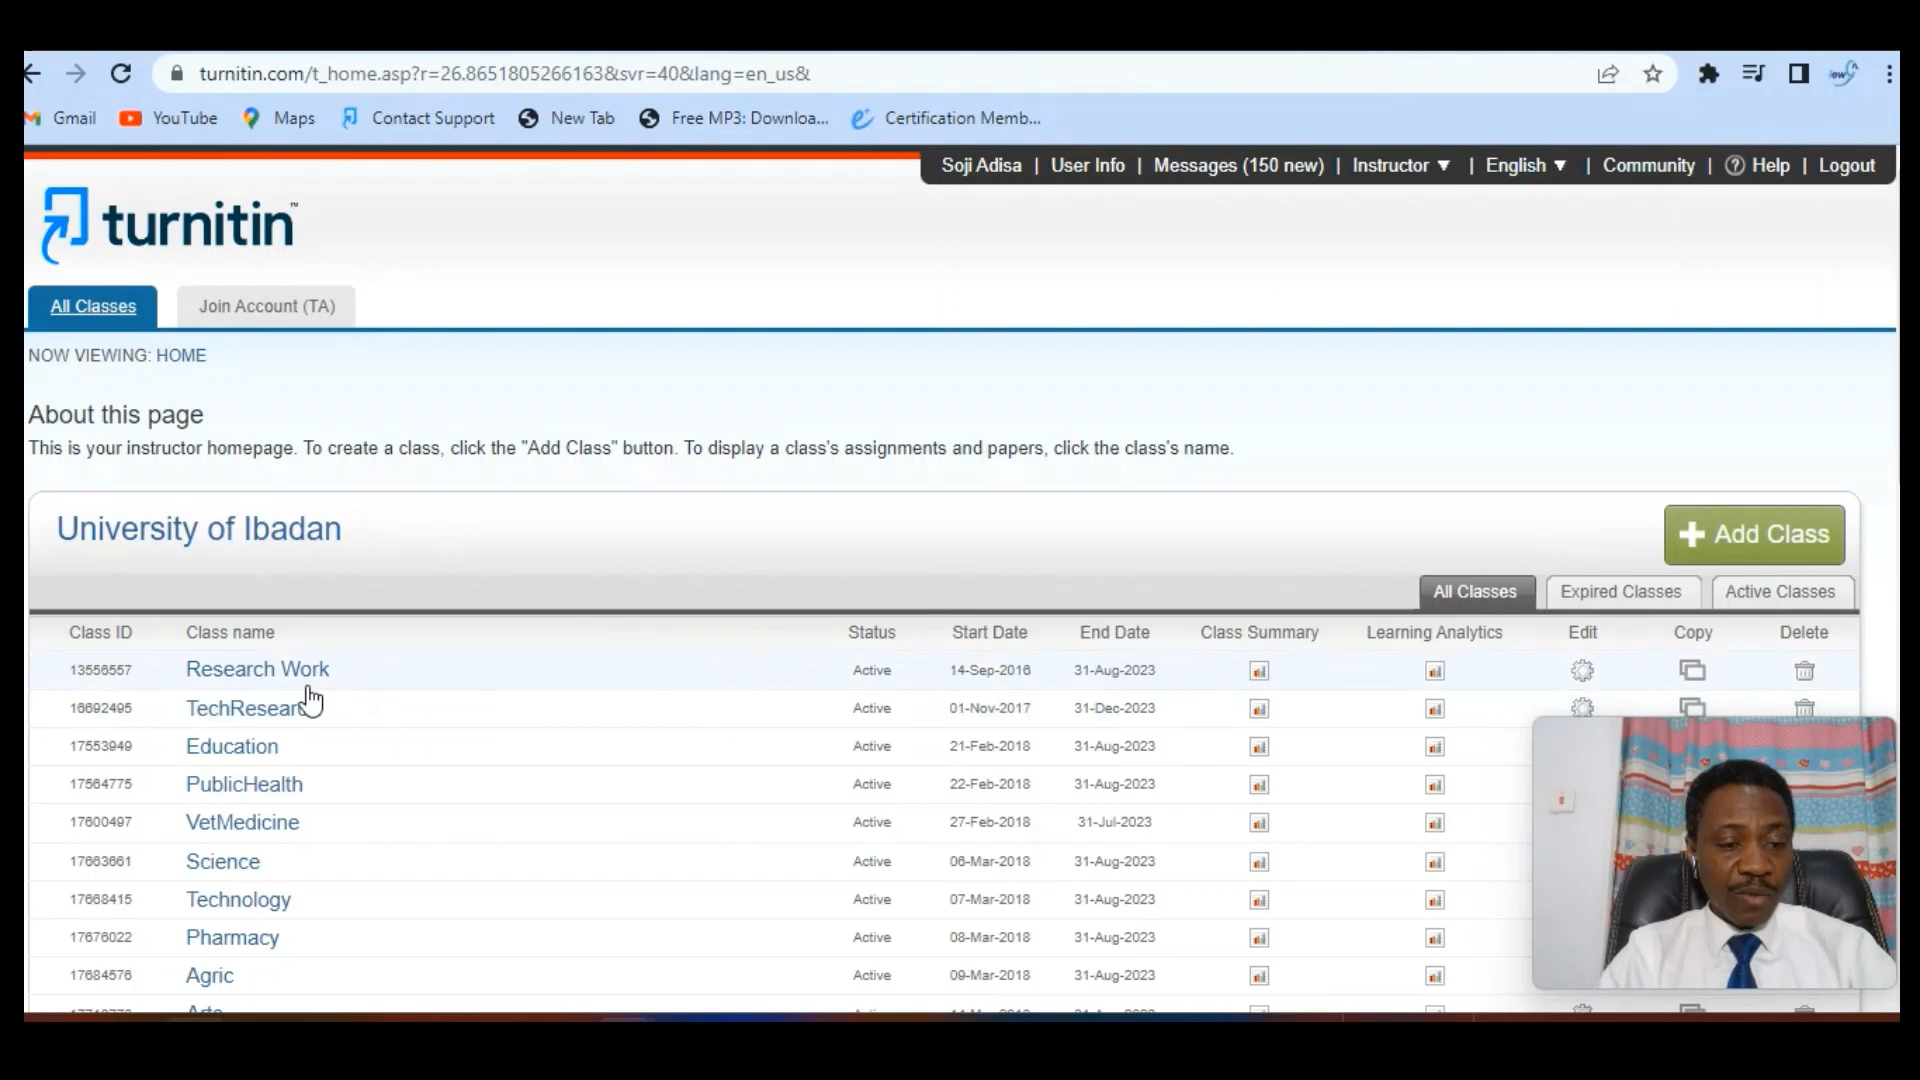 turnitin.com/t_home.asp?r=26.8651805266163&svr=40&lang=en_us&
Gmail YouTube Maps Contact Support New Tab Free MP3: Downloa... Certification Memb...
Soji Adisa | User Info | Messages (150 new) | Instructor ▼ | English ▼ | Community | ? Help | Logout
turnitin™
All Classes Join Account (TA)
NOW VIEWING: HOME
About this page
This is your instructor homepage. To create a class, click the "Add Class" button. To display a class's assignments and papers, click the class's name.
University of Ibadan
Add Class
All Classes Expired Classes Active Classes
Class ID Class name Status Start Date End Date Class Summary Learning Analytics Edit Copy Delete
13556557 Research Work Active 14-Sep-2016 31-Aug-2023
16692495 TechResearc Active 01-Nov-2017 31-Dec-2023
17553949 Education Active 21-Feb-2018 31-Aug-2023
17564775 PublicHealth Active 22-Feb-2018 31-Aug-2023
17600497 VetMedicine Active 27-Feb-2018 31-Jul-2023
17663661 Science Active 06-Mar-2018 31-Aug-2023
17668415 Technology Active 07-Mar-2018 31-Aug-2023
17676022 Pharmacy Active 08-Mar-2018 31-Aug-2023
17684576 Agric Active 09-Mar-2018 31-Aug-2023